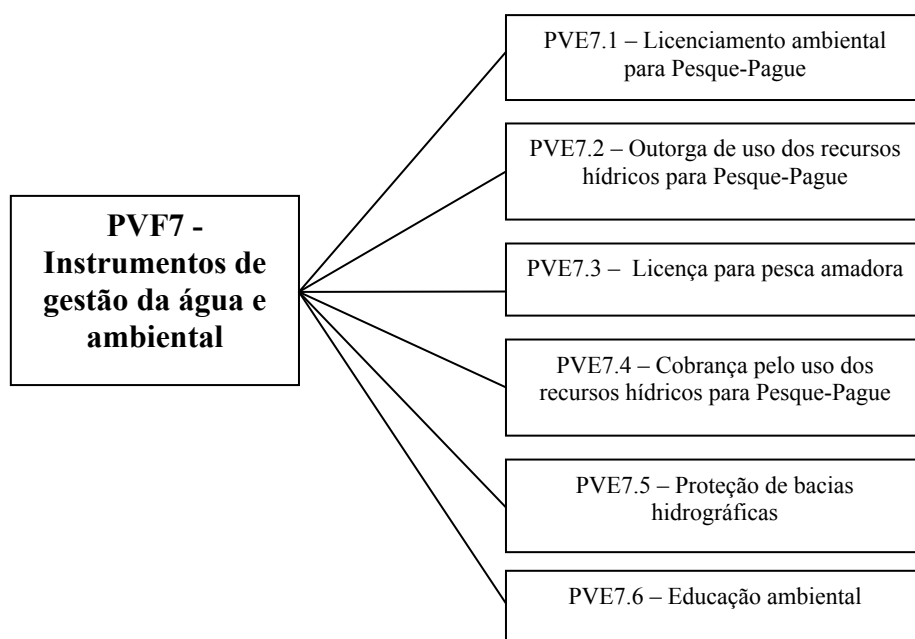 PVE7.1 – Licenciamento ambiental
para Pesque-Pague
PVE7.2 – Outorga de uso dos recursos
hídricos para Pesque-Pague
PVF7 -
Instrumentos de
gestão da água e
ambiental
PVE7.3 – Licença para pesca amadora
PVE7.4 – Cobrança pelo uso dos
recursos hídricos para Pesque-Pague
PVE7.5 – Proteção de bacias
hidrográficas
PVE7.6 – Educação ambiental